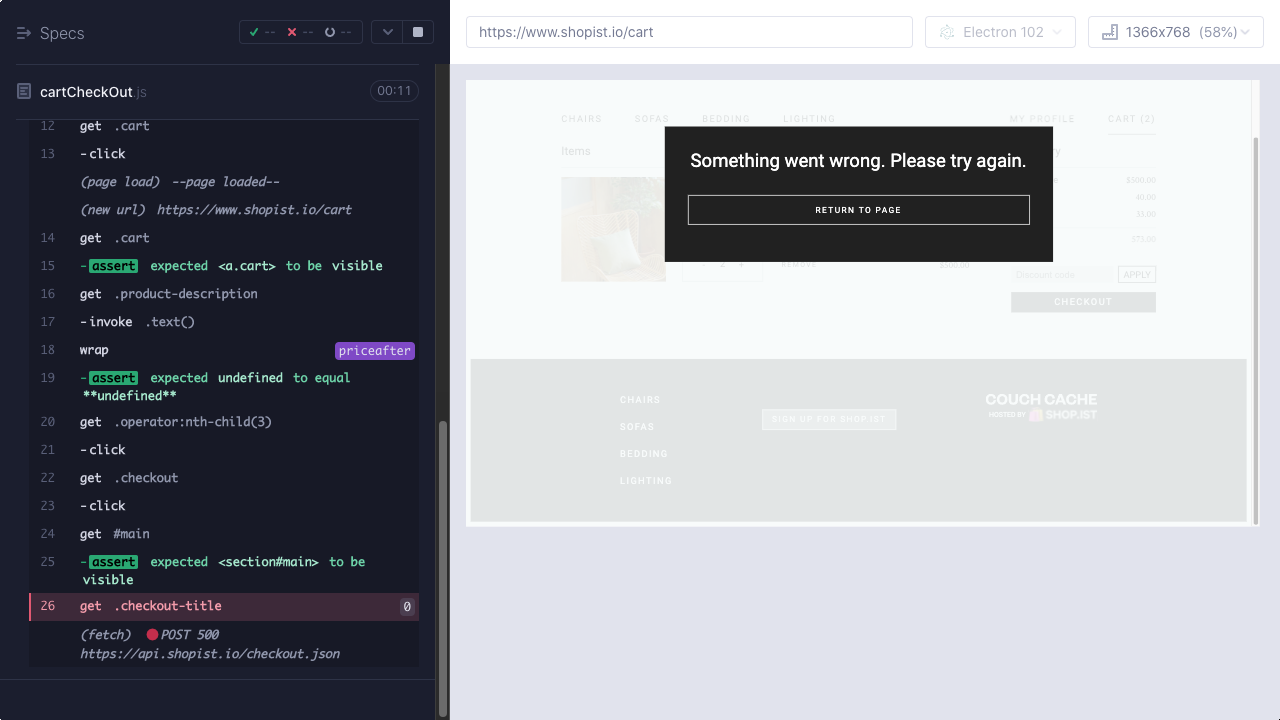 Specs
-- -- --
cartCheckOut.js
00:11
12 get .cart
13 -click
(page load) --page loaded--
(new url) https://www.shopist.io/cart
14 get .cart
15 -assert expected <a.cart> to be visible
16 get .product-description
17 -invoke .text()
18 wrap priceafter
19 -assert expected undefined to equal
**undefined**
20 get .operator:nth-child(3)
21 -click
22 get .checkout
23 -click
24 get #main
25 -assert expected <section#main> to be
visible
26 get .checkout-title 0
(fetch) POST 500
https://api.shopist.io/checkout.json
https://www.shopist.io/cart
Electron 102
1366x768 (58%)
CHAIRS SOFAS BEDDING LIGHTING MY PROFILE CART (2)
Items
Something went wrong. Please try again.
RETURN TO PAGE
$500.00
40.00
33.00
573.00
- 2 +
REMOVE
$500.00
Discount code APPLY
CHECKOUT
CHAIRS
SOFAS
BEDDING
LIGHTING
SIGN UP FOR SHOP.IST
COUCH CACHE
HOSTED BY SHOP.IST